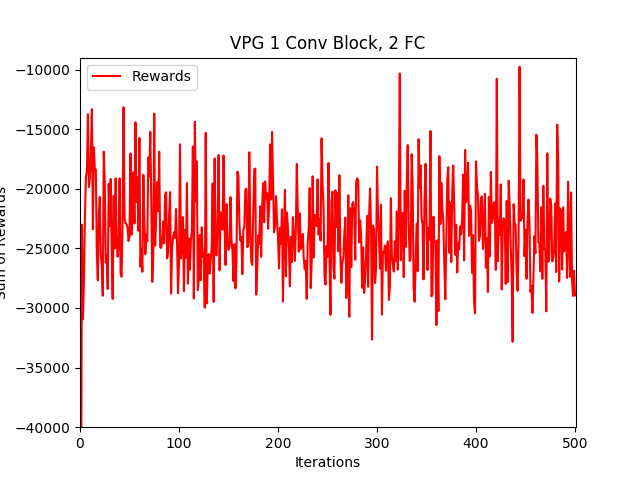 VPG 1 Conv Block, 2 FC
Rewards
−10000
−15000
−20000
−25000
−30000
−35000
−40000
Sum of Rewards
0 100 200 300 400 500
Iterations